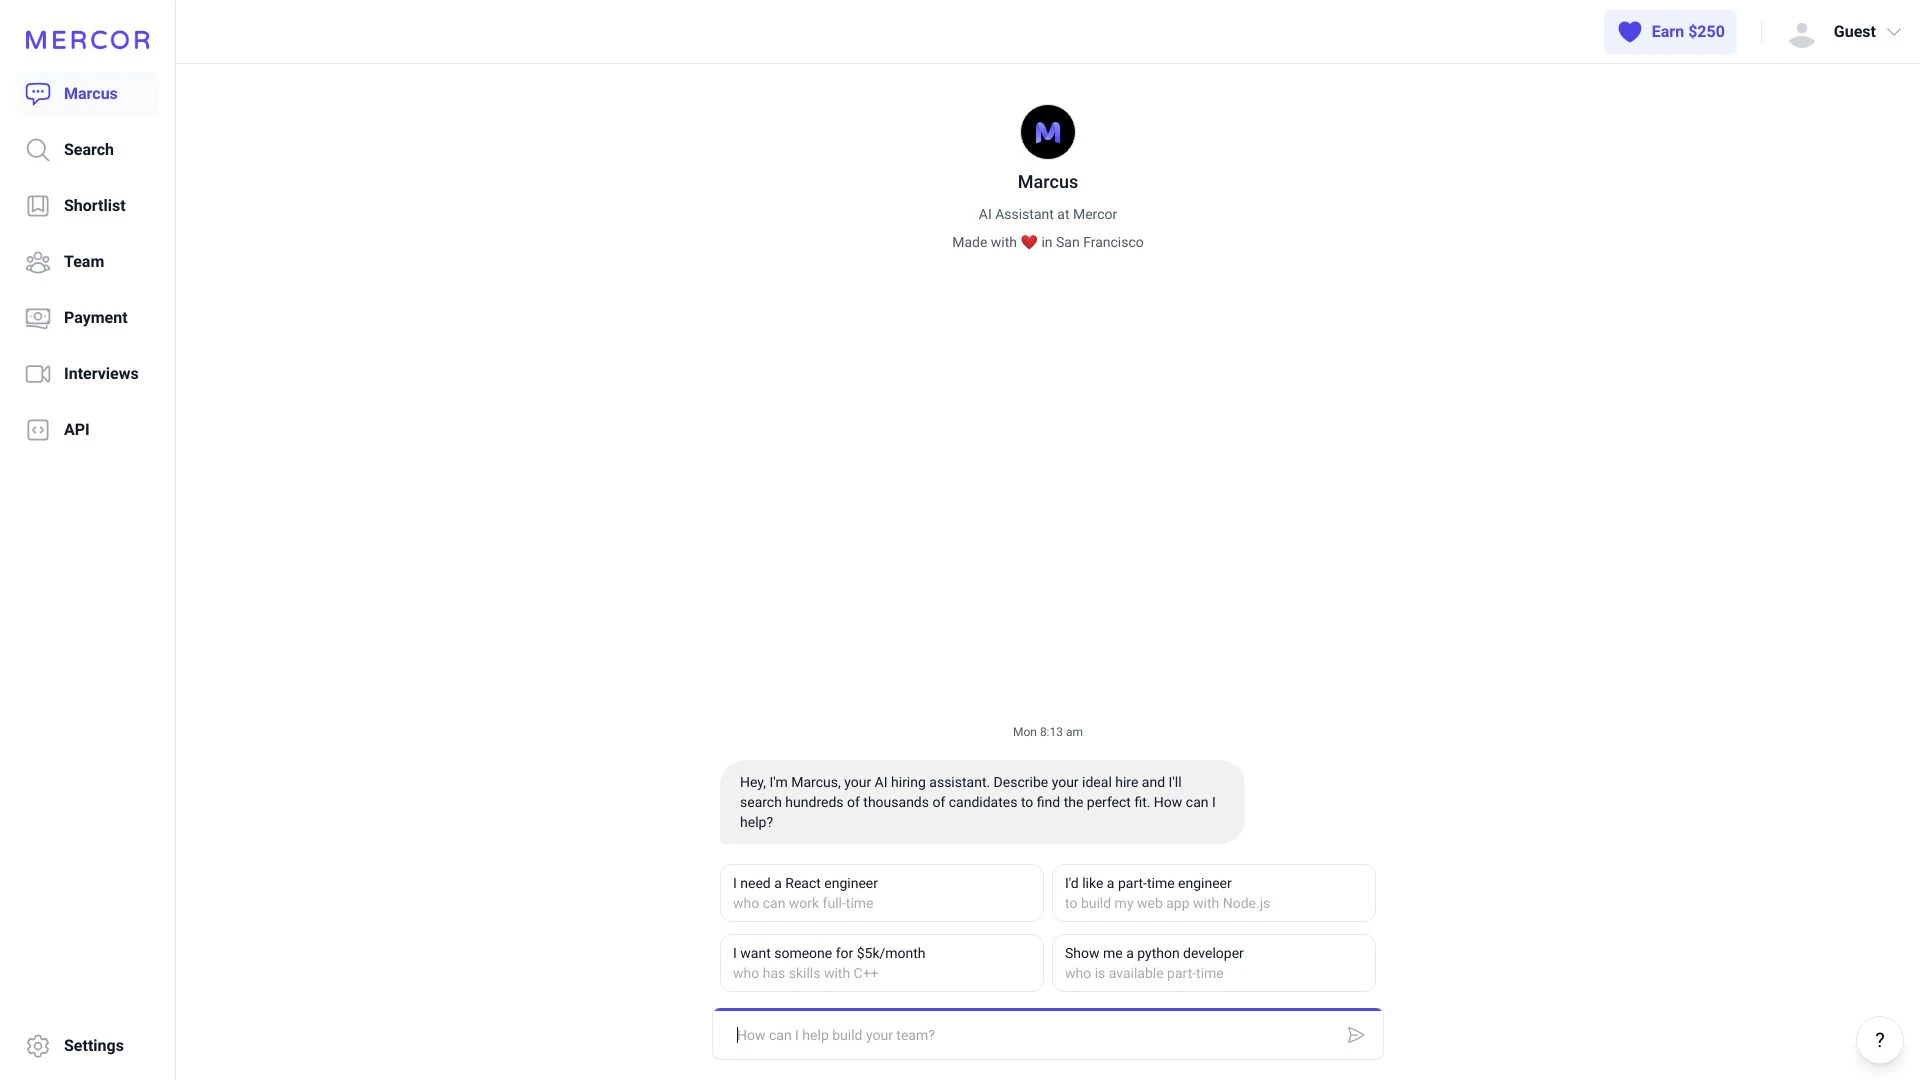 MERCOR
Marcus
Search
Shortlist
Team
Payment
Interviews
API
Settings
Earn $250
Guest
M
Marcus
AI Assistant at Mercor
Made with ❤️ in San Francisco
Mon 8:13 am
Hey, I'm Marcus, your AI hiring assistant. Describe your ideal hire and I'll
search hundreds of thousands of candidates to find the perfect fit. How can I
help?
I need a React engineer
who can work full-time
I'd like a part-time engineer
to build my web app with Node.js
I want someone for $5k/month
who has skills with C++
Show me a python developer
who is available part-time
How can I help build your team?
?